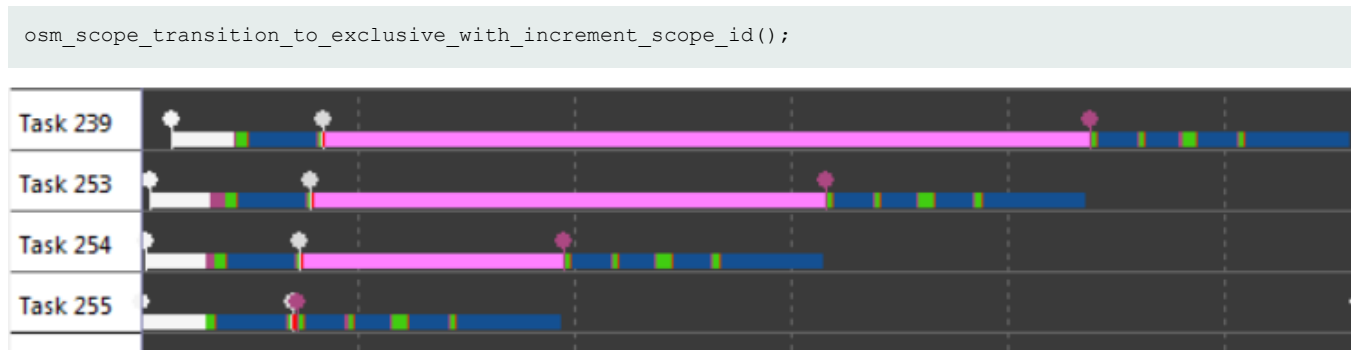 osm_scope_transition_to_exclusive_with_increment_scope_id();
Task 239
Task 253
Task 254
Task 255